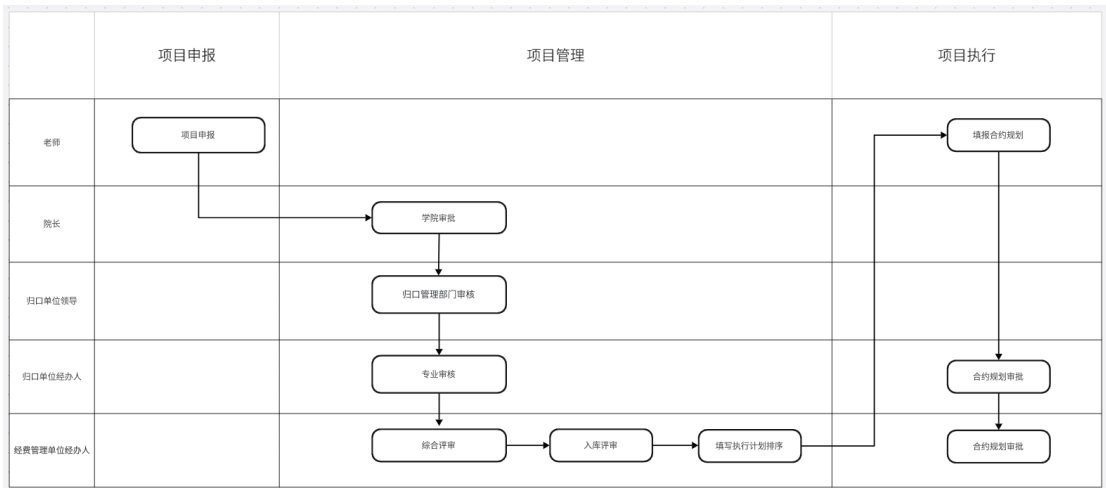 项目申报
项目管理
项目执行
老师
项目申报
填报合约规划
院长
学院审批
归口单位领导
归口管理部门审核
归口单位经办人
专业审核
合约规划审批
经费管理单位经办人
综合评审
入库评审
填写执行计划排序
合约规划审批